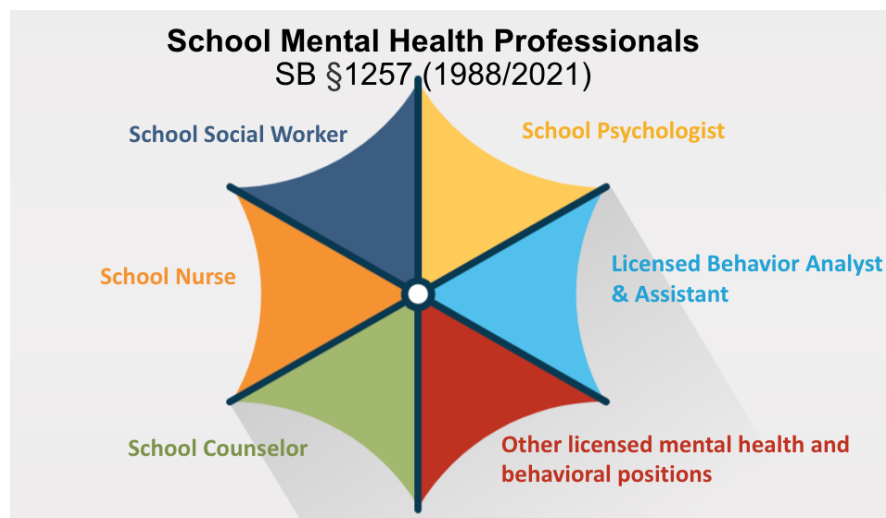 School Mental Health Professionals
SB §1257 (1988/2021)
School Social Worker
School Psychologist
School Nurse
Licensed Behavior Analyst
& Assistant
School Counselor
Other licensed mental health and
behavioral positions